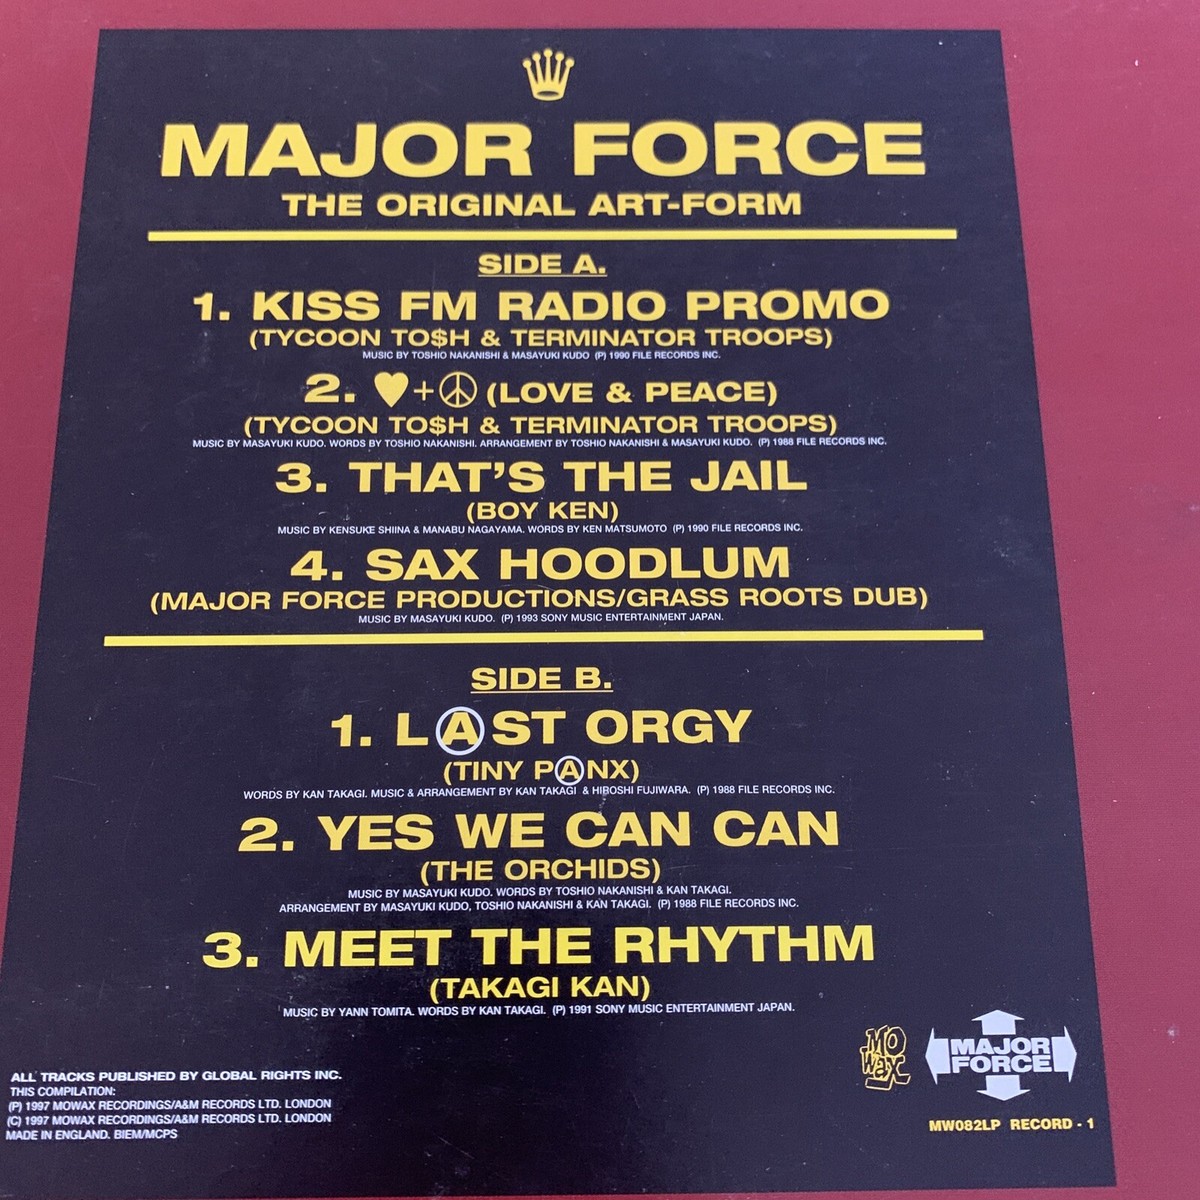 MAJOR FORCE
THE ORIGINAL ART-FORM
SIDE A.
1. KISS FM RADIO PROMO
(TYCOON TO$H & TERMINATOR TROOPS)
MUSIC BY TOSHIO NAKANISHI & MASAYUKI KUDO (P) 1990 FILE RECORDS INC.
2. ♥+☮ (LOVE & PEACE)
(TYCOON TO$H & TERMINATOR TROOPS)
MUSIC BY MASAYUKI KUDO. WORDS BY TOSHIO NAKANISHI. ARRANGEMENT BY TOSHIO NAKANISHI & MASAYUKI KUDO. (P) 1988 FILE RECORDS INC.
3. THAT'S THE JAIL
(BOY KEN)
MUSIC BY KENSUKE SHIINA & MANABU NAGAYAMA. WORDS BY KEN MATSUMOTO (P) 1990 FILE RECORDS INC.
4. SAX HOODLUM
(MAJOR FORCE PRODUCTIONS/GRASS ROOTS DUB)
MUSIC BY MASAYUKI KUDO. (P) 1993 SONY MUSIC ENTERTAINMENT JAPAN.
SIDE B.
1. LAST ORGY
(TINY PANX)
WORDS BY KAN TAKAGI. MUSIC & ARRANGEMENT BY KAN TAKAGI & HIROSHI FUJIWARA. (P) 1988 FILE RECORDS INC.
2. YES WE CAN CAN
(THE ORCHIDS)
MUSIC BY MASAYUKI KUDO. WORDS BY TOSHIO NAKANISHI & KAN TAKAGI.
ARRANGEMENT BY MASAYUKI KUDO, TOSHIO NAKANISHI & KAN TAKAGI. (P) 1988 FILE RECORDS INC.
3. MEET THE RHYTHM
(TAKAGI KAN)
MUSIC BY YANN TOMITA. WORDS BY KAN TAKAGI. (P) 1991 SONY MUSIC ENTERTAINMENT JAPAN.
ALL TRACKS PUBLISHED BY GLOBAL RIGHTS INC.
THIS COMPILATION:
(P) 1997 MOWAX RECORDINGS/A&M RECORDS LTD. LONDON
(C) 1997 MOWAX RECORDINGS/A&M RECORDS LTD. LONDON
MADE IN ENGLAND. BIEM/MCPS
MO
WAX
MAJOR
FORCE
MW082LP RECORD - 1